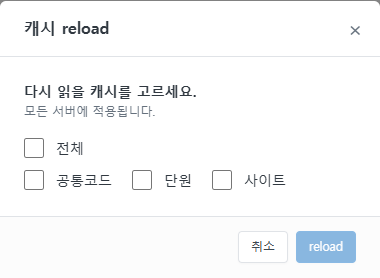 캐시 reload
다시 읽을 캐시를 고르세요.
모든 서버에 적용됩니다.
전체
공통코드 단원 사이트
취소 reload